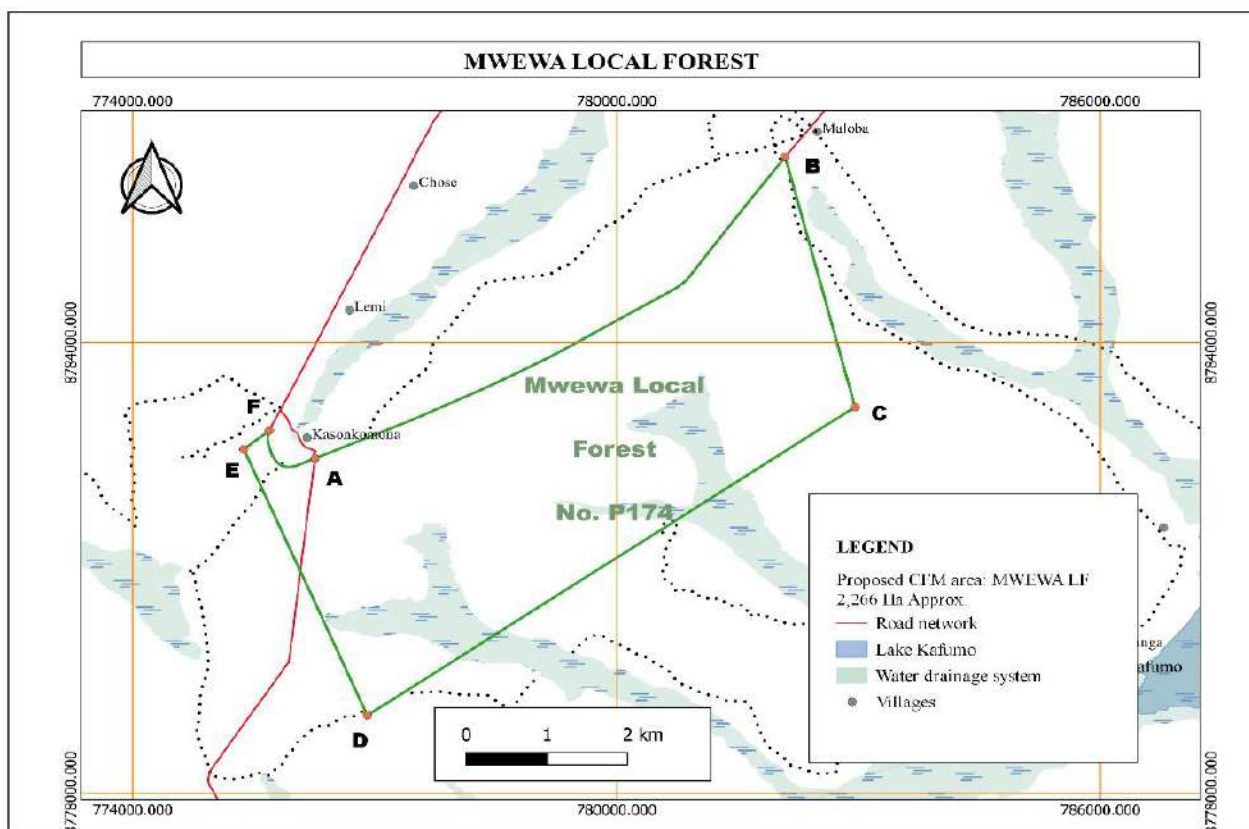 MWEWA LOCAL FOREST
774000.000
780000.000
786000.000
Muloba
B
Chose
Lemi
8784000.000
8784000.000
Mwewa Local
F
C
Kasonkomona
Forest
E
A
No. P174
LEGEND
Proposed CFM area: MWEWA LF
2,266 Ha Approx.
Road network
Lake Kafumo
Water drainage system
Villages
anga
afumo
D
0 1 2 km
8778000.000
8778000.000
774000.000
780000.000
786000.000